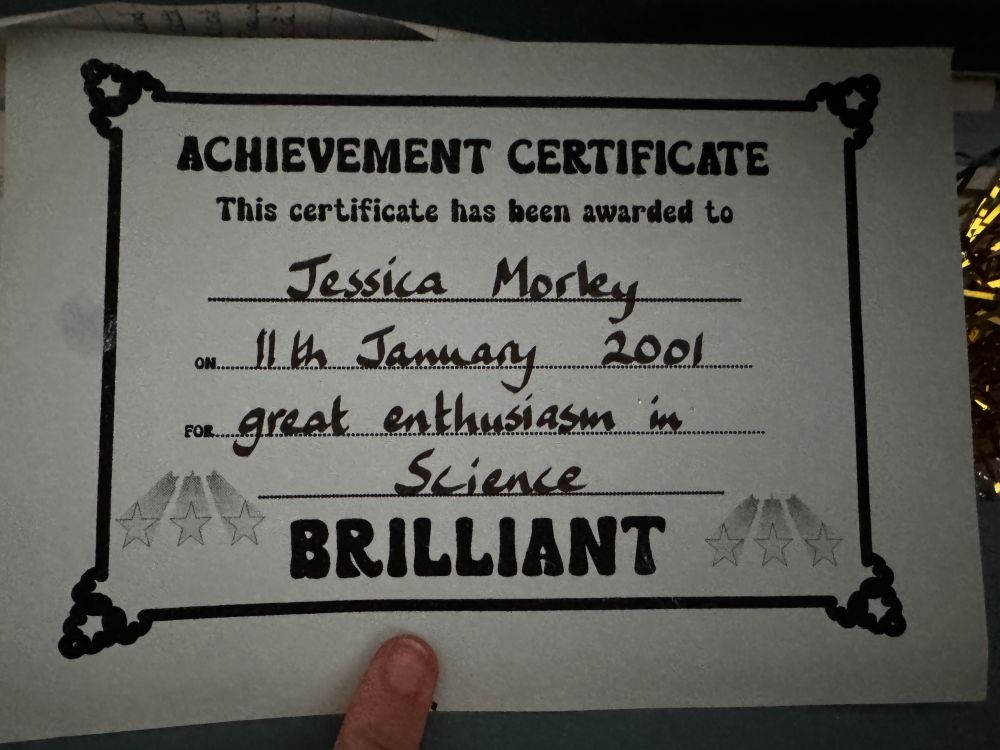 ACHIEVEMENT CERTIFICATE
This certificate has been awarded to
Jessica Morley
ON 11th January 2001
FOR great enthusiasm in
Science
BRILLIANT